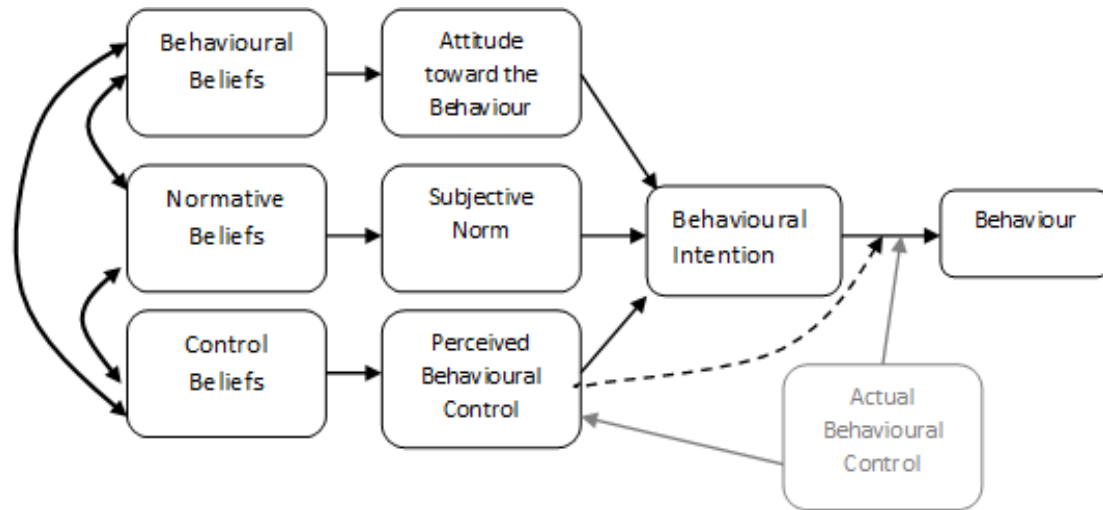 Behavioural
Beliefs
Attitude
toward the
Behaviour
Normative
Beliefs
Subjective
Norm
Behavioural
Intention
Behaviour
Control
Beliefs
Perceived
Behavioural
Control
Actual
Behavioural
Control